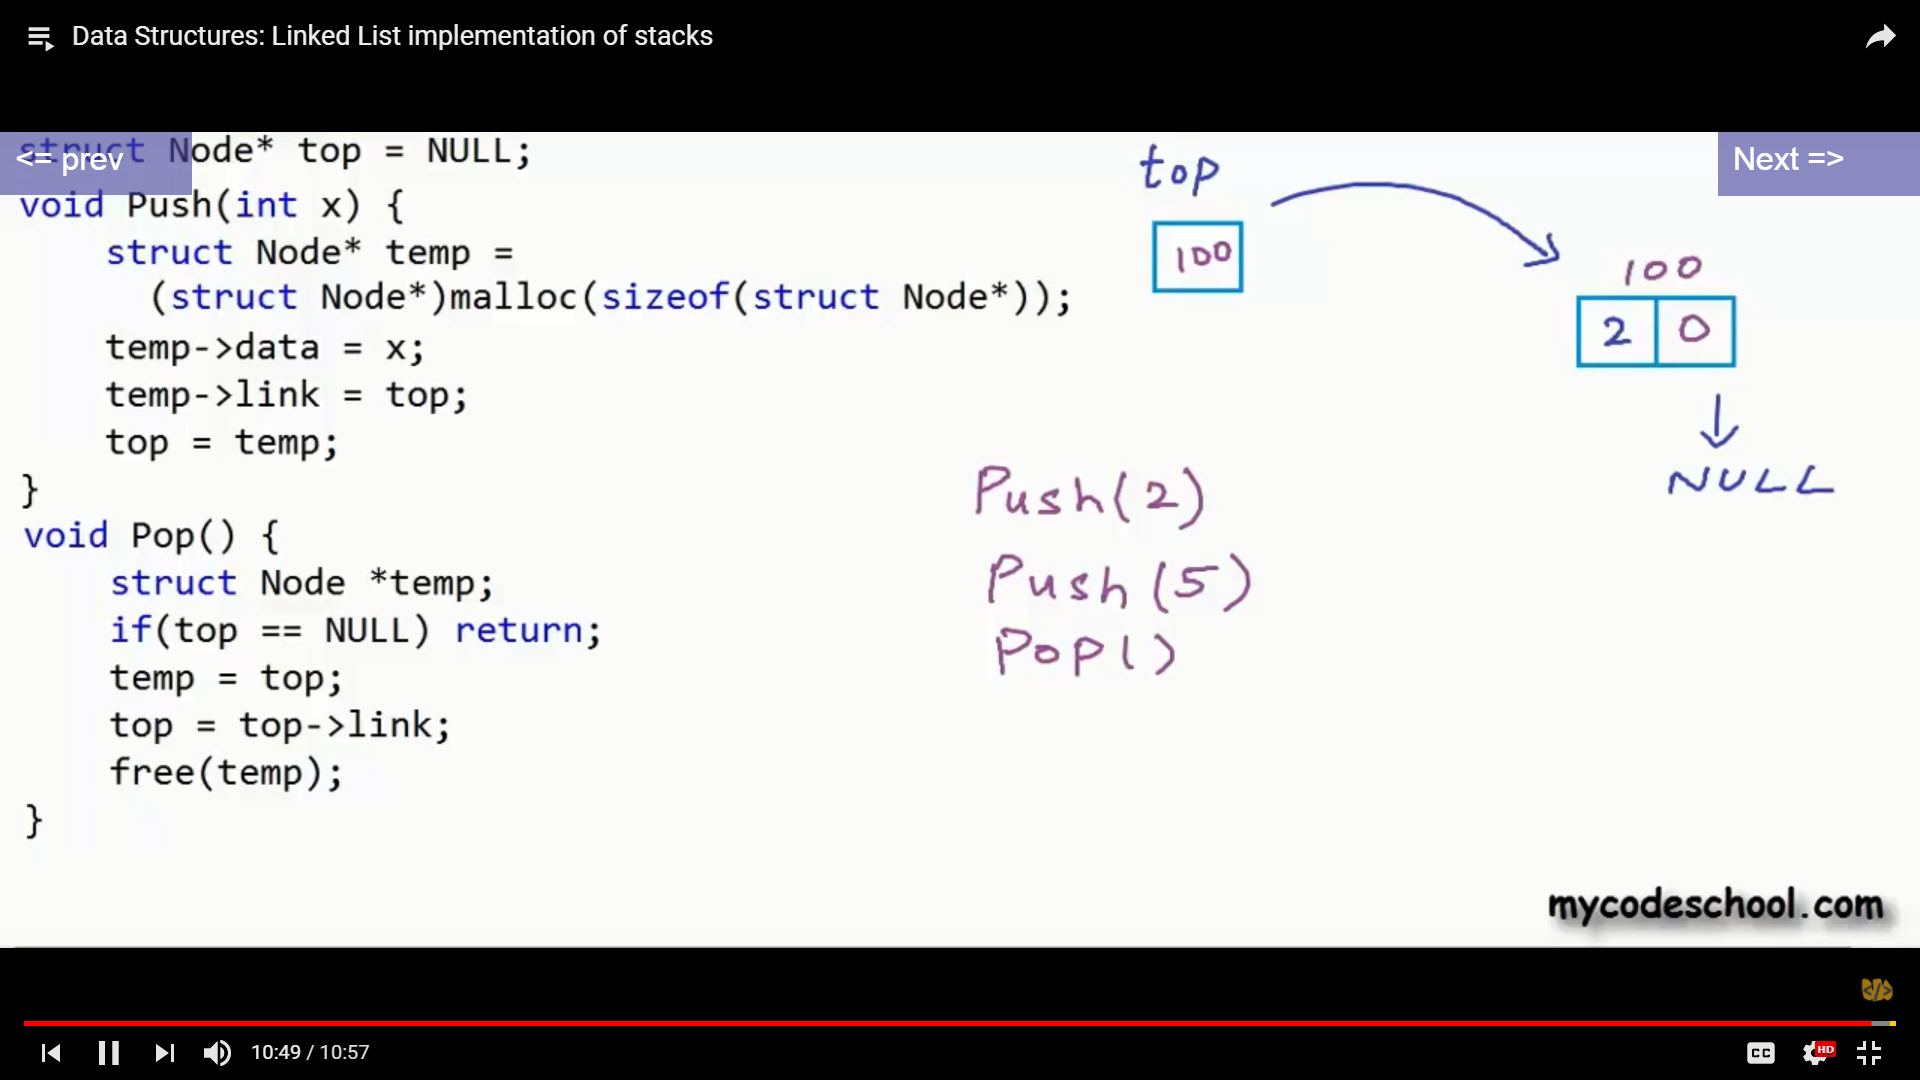 Data Structures: Linked List implementation of stacks
<= prev
Next =>
struct Node* top = NULL;
void Push(int x) {
struct Node* temp =
(struct Node*)malloc(sizeof(struct Node*));
temp->data = x;
temp->link = top;
top = temp;
}
void Pop() {
struct Node *temp;
if(top == NULL) return;
temp = top;
top = top->link;
free(temp);
}
top
100
100
2 0
NULL
Push(2)
Push(5)
Pop()
mycodeschool.com
</>
10:49 / 10:57
CC
HD